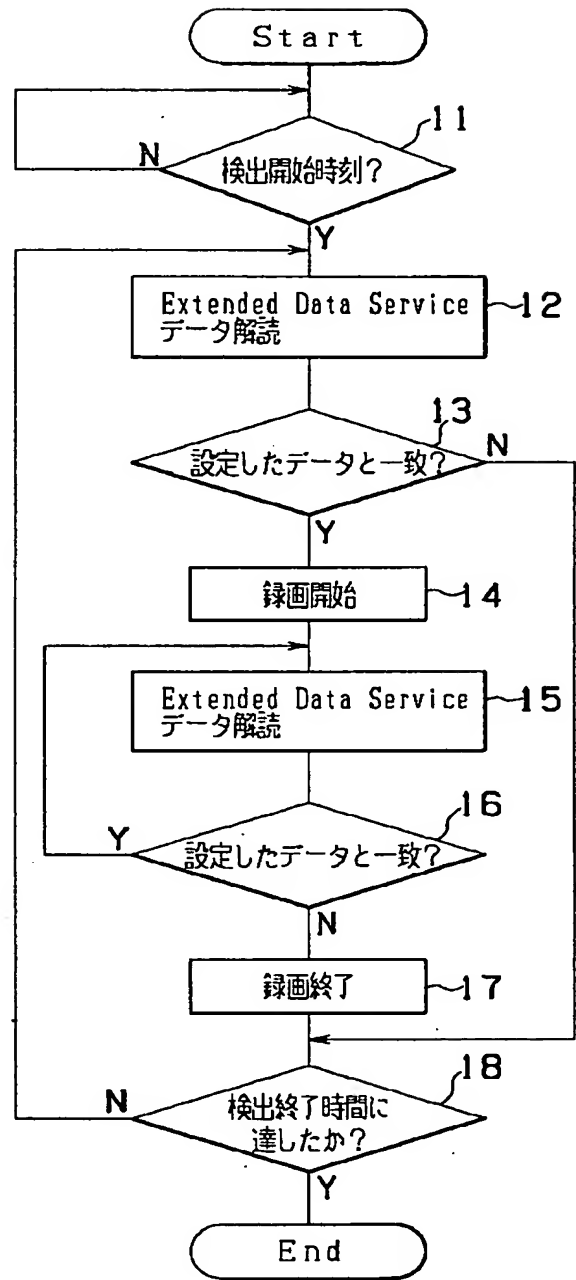 Start
11
N
検出開始時刻?
Y
Extended Data Service
データ解読
12
13
N
設定したデータと一致?
Y
録画開始
14
Extended Data Service
データ解読
15
16
Y
設定したデータと一致?
N
録画終了
17
18
N
検出終了時間に
達したか?
Y
End